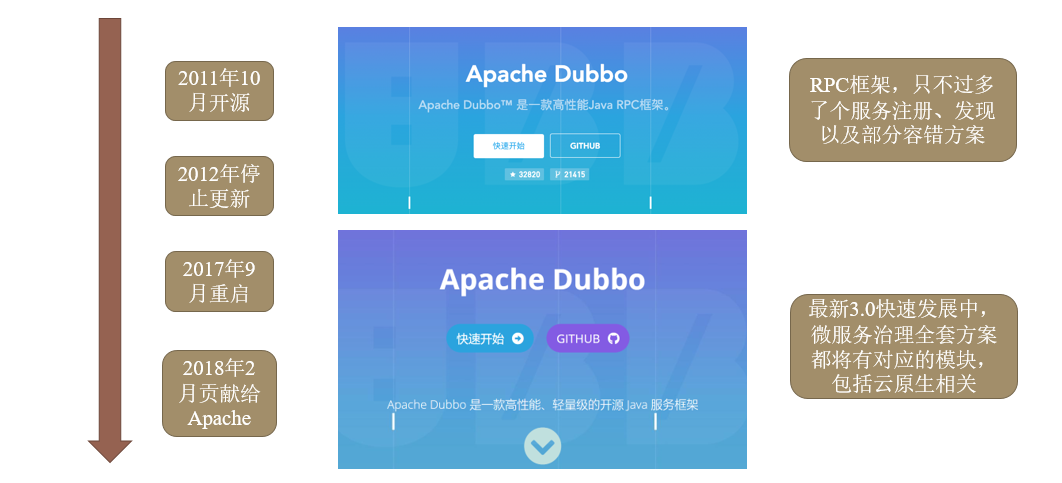 2011年10
月开源
2012年停
止更新
2017年9
月重启
2018年2
月贡献给
Apache
Apache Dubbo
Apache Dubbo™ 是一款高性能Java RPC框架。
快速开始
GITHUB
32820
21415
Apache Dubbo
快速开始
GITHUB
Apache Dubbo 是一款高性能、轻量级的开源 Java 服务框架
RPC框架，只不过多
了个服务注册、发现
以及部分容错方案
最新3.0快速发展中，
微服务治理全套方案
都将有对应的模块，
包括云原生相关